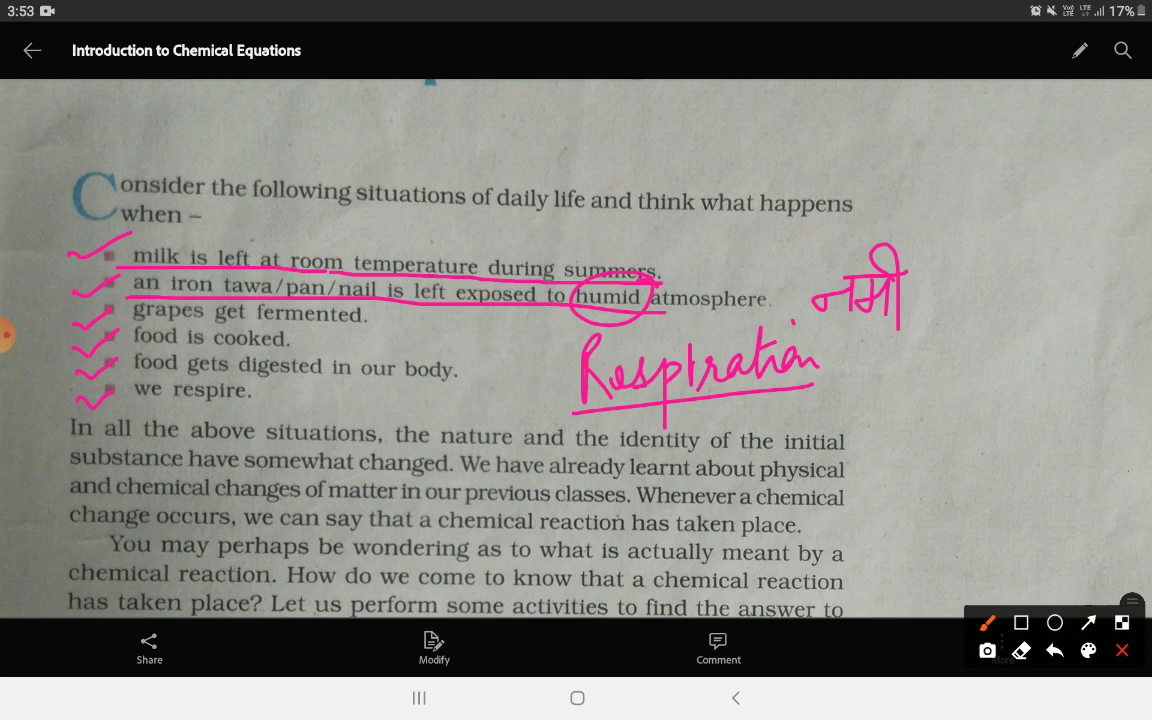 3:53
Vo)) LTE LTE 17%
Introduction to Chemical Equations
Consider the following situations of daily life and think what happens
when –
milk is left at room temperature during summers.
an iron tawa/pan/nail is left exposed to humid atmosphere.
नमी
grapes get fermented.
food is cooked.
Respiration
food gets digested in our body.
we respire.
In all the above situations, the nature and the identity of the initial
substance have somewhat changed. We have already learnt about physical
and chemical changes of matter in our previous classes. Whenever a chemical
change occurs, we can say that a chemical reaction has taken place.
You may perhaps be wondering as to what is actually meant by a
chemical reaction. How do we come to know that a chemical reaction
has taken place? Let us perform some activities to find the answer to
Share
Modify
Comment
More